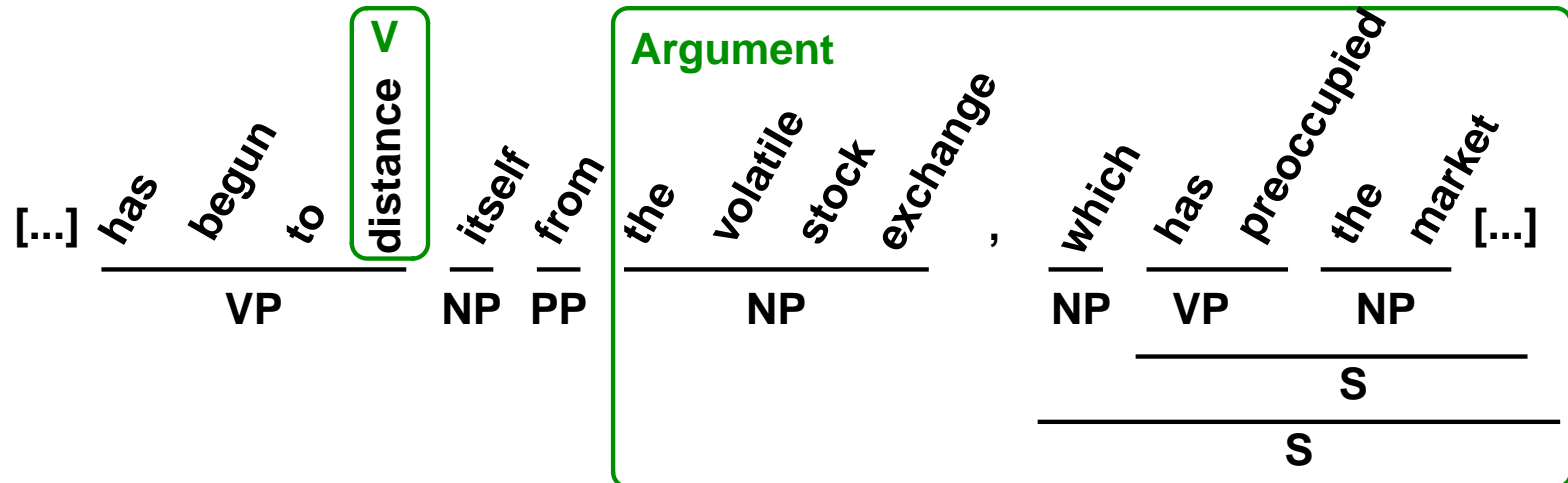 V
Argument
[...] has begun to distance itself from the volatile stock exchange , which has preoccupied the market [...]
VP NP PP NP NP VP NP
S
S